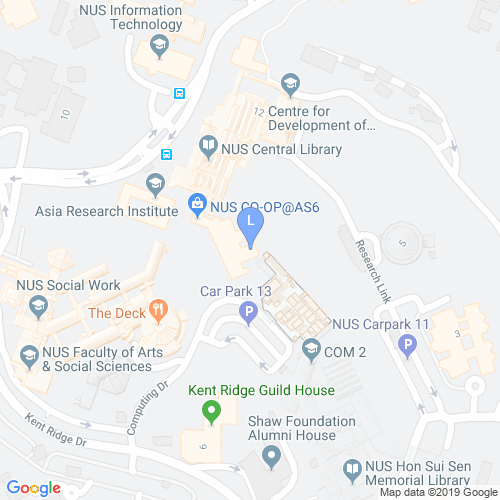 NUS Information
Technology
12
Centre for
Development of...
10
NUS Central Library
Asia Research Institute
NUS CO-OP@AS6
L
5
Research Link
NUS Social Work
Car Park 13
The Deck
P
NUS Carpark 11
P
3
NUS Faculty of Arts
& Social Sciences
COM 2
Computing Dr
Kent Ridge Guild House
Kent Ridge Dr
Shaw Foundation
Alumni House
9
NUS Hon Sui Sen
Memorial Library
Google
Map data ©2019 Google